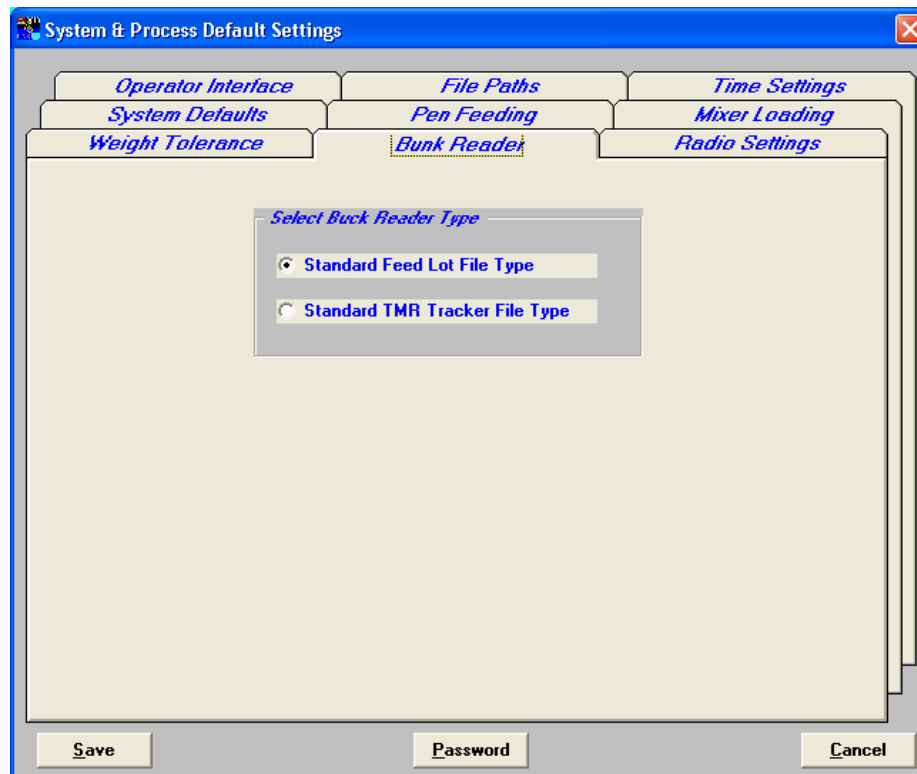 System & Process Default Settings
Operator Interface File Paths Time Settings
System Defaults Pen Feeding Mixer Loading
Weight Tolerance Bunk Reader Radio Settings
Select Buck Reader Type
Standard Feed Lot File Type
Standard TMR Tracker File Type
Save Password Cancel